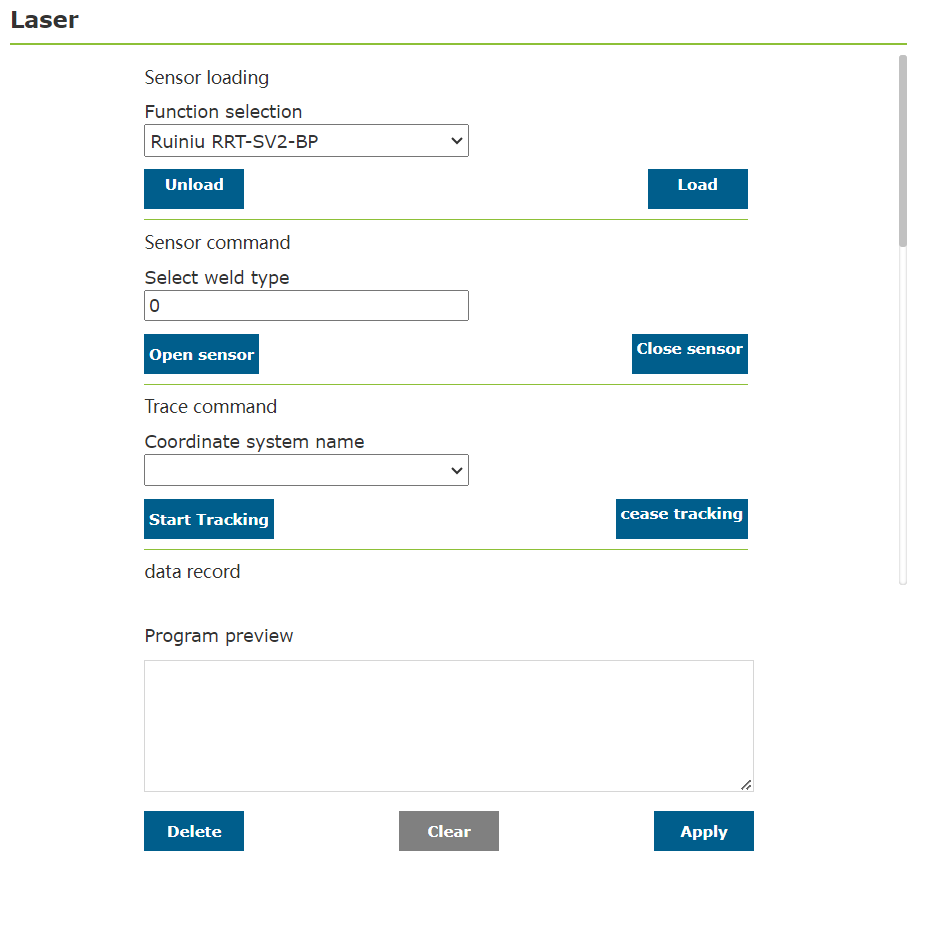 Laser
Sensor loading
Function selection
Ruiniu RRT-SV2-BP
Unload
Load
Sensor command
Select weld type
0
Open sensor
Close sensor
Trace command
Coordinate system name
Start Tracking
cease tracking
data record
Program preview
Delete
Clear
Apply